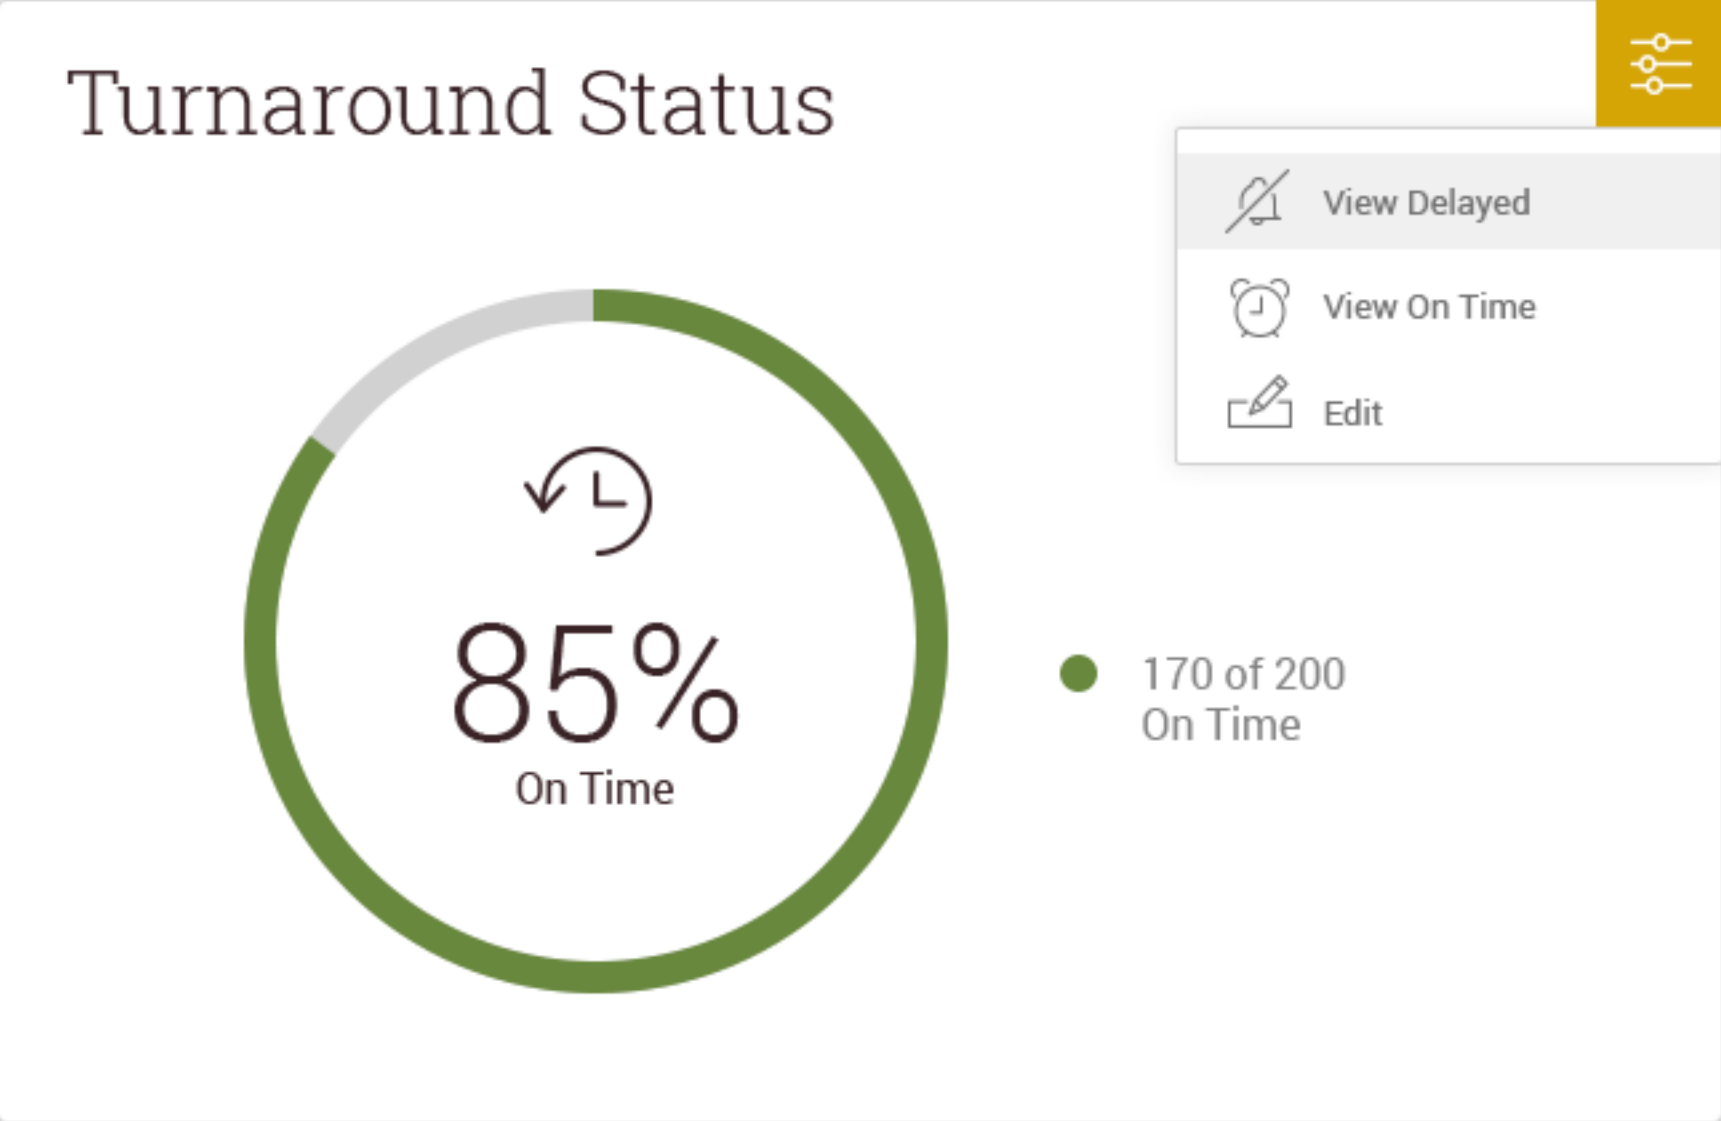 Turnaround Status
View Delayed
View On Time
Edit
85%
On Time
170 of 200
On Time